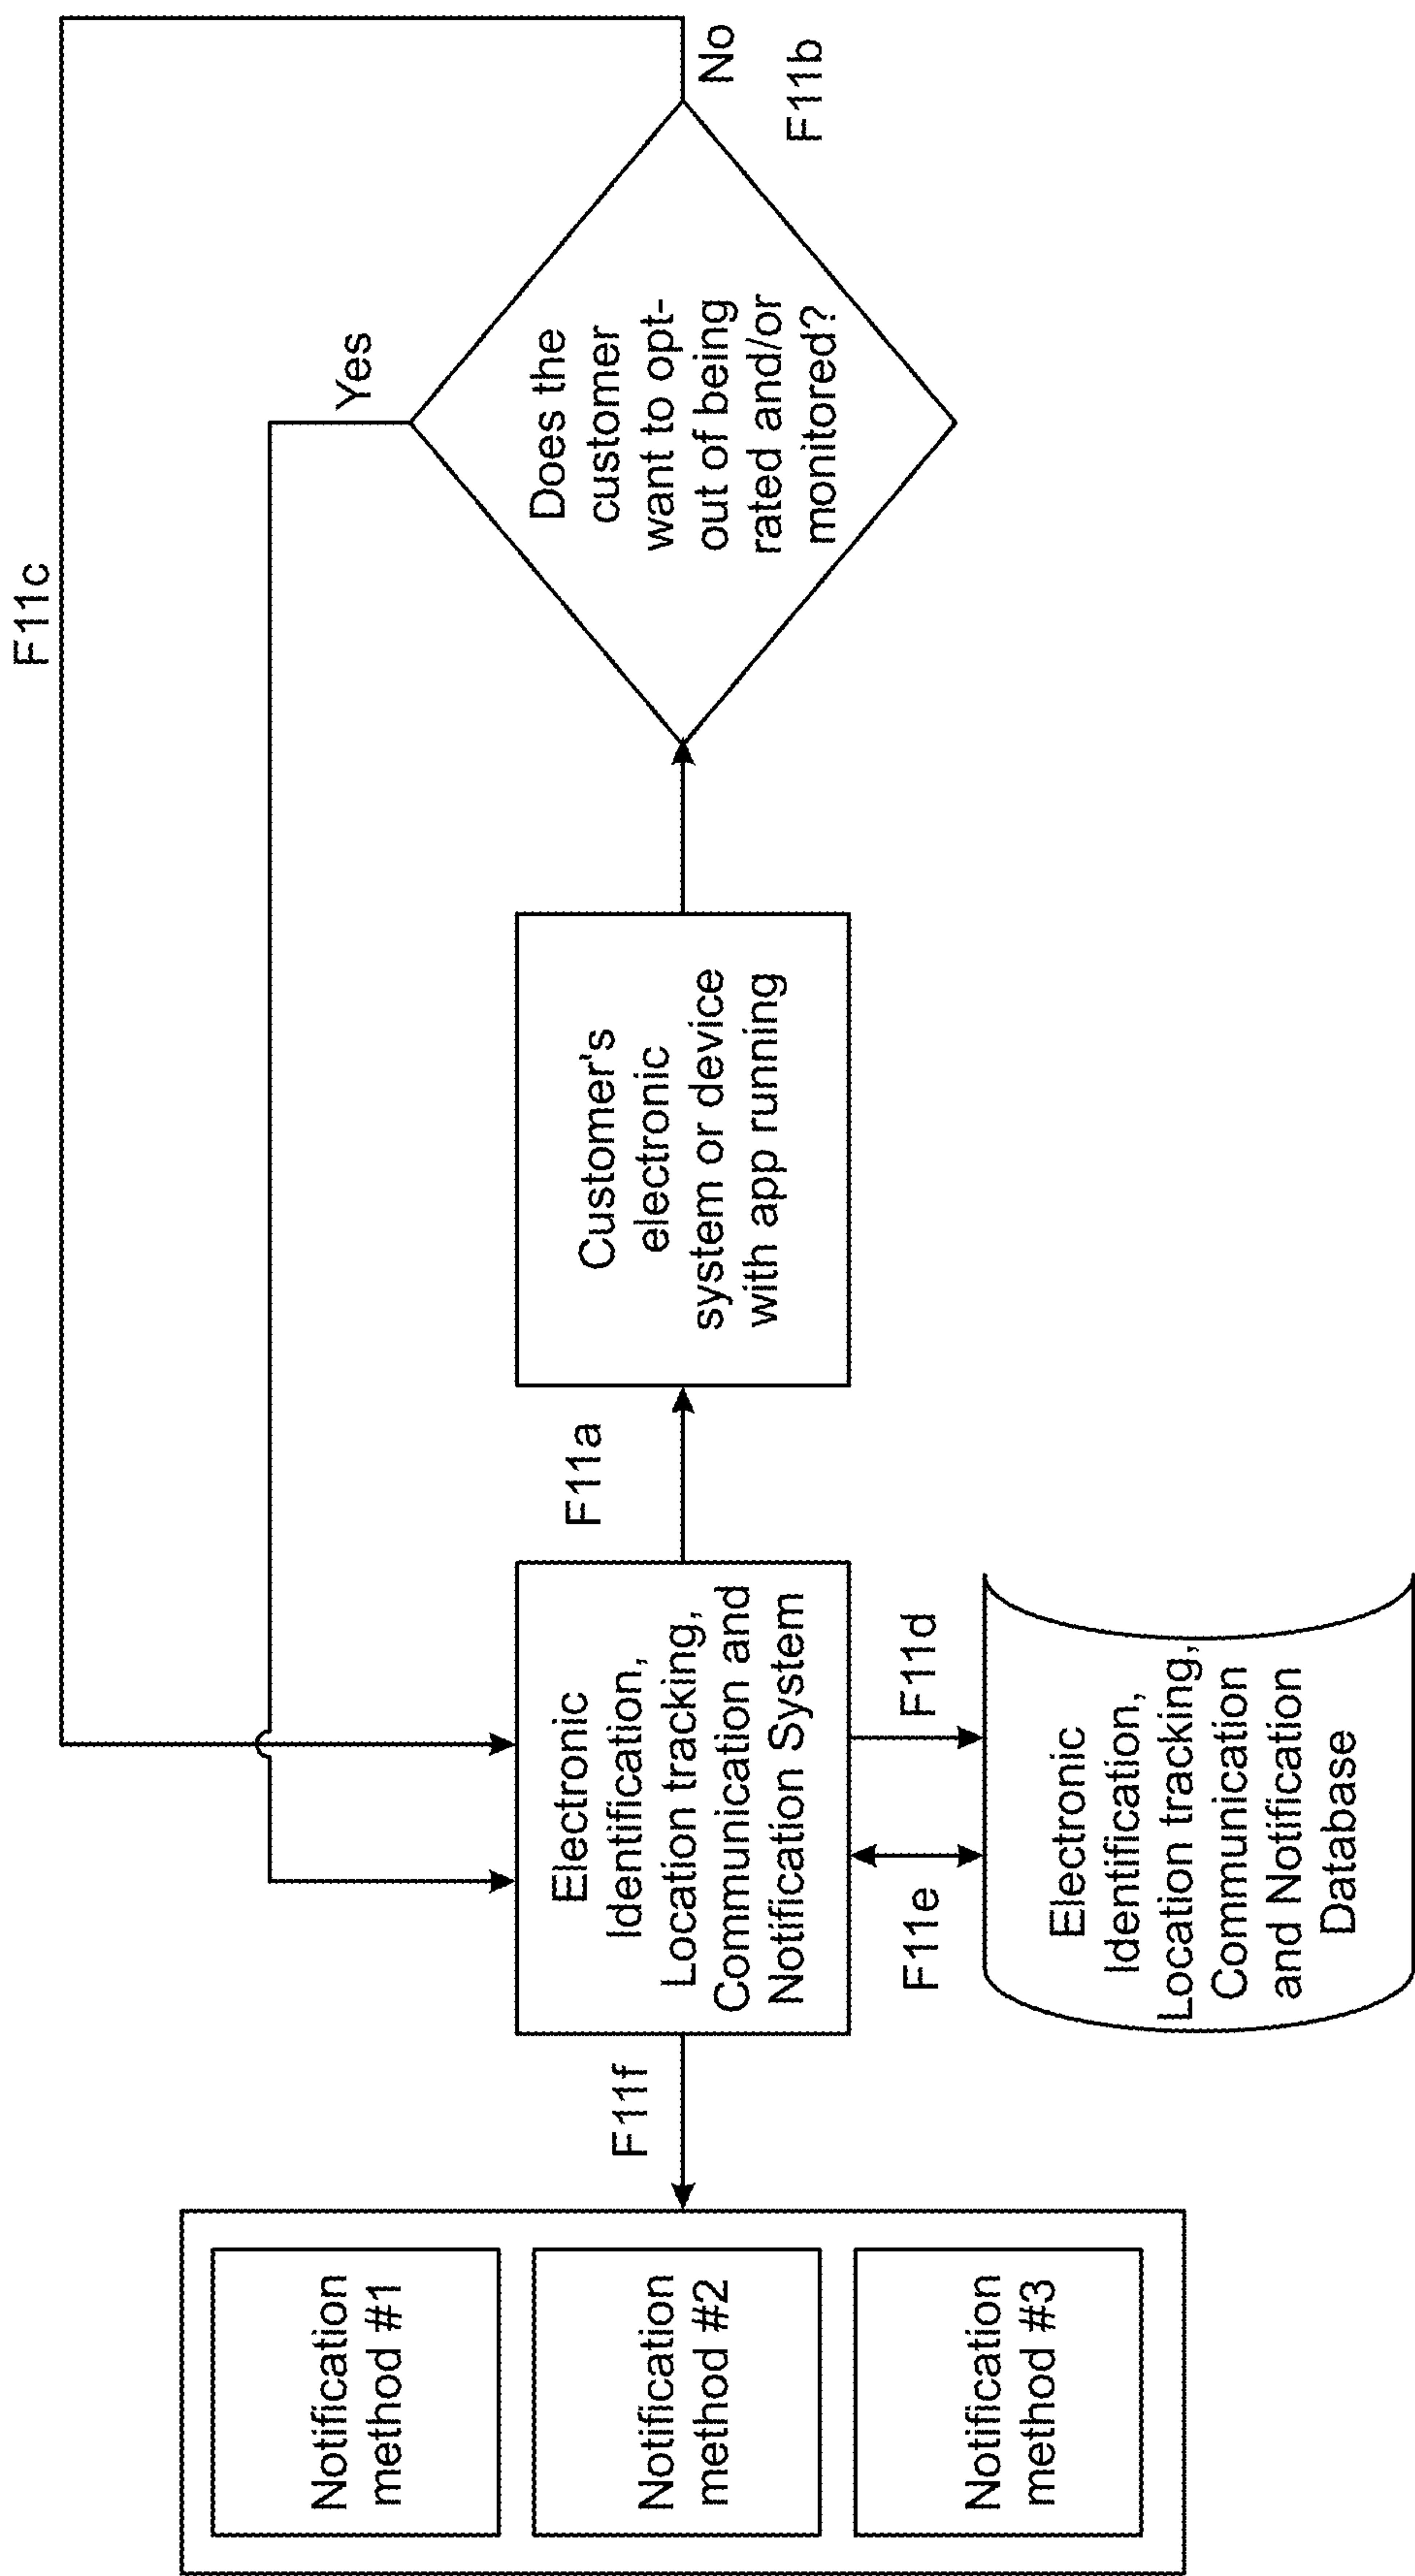 F11c
Yes
No
F11b
Notification
method #1
Notification
method #2
Notification
method #3
F11f
Electronic
Identification,
Location tracking,
Communication and
Notification System
F11a
Customer's
electronic
system or device
with app running
Does the
customer
want to opt-
out of being
rated and/or
monitored?
F11e
F11d
Electronic
Identification,
Location tracking,
Communication
and Notification
Database